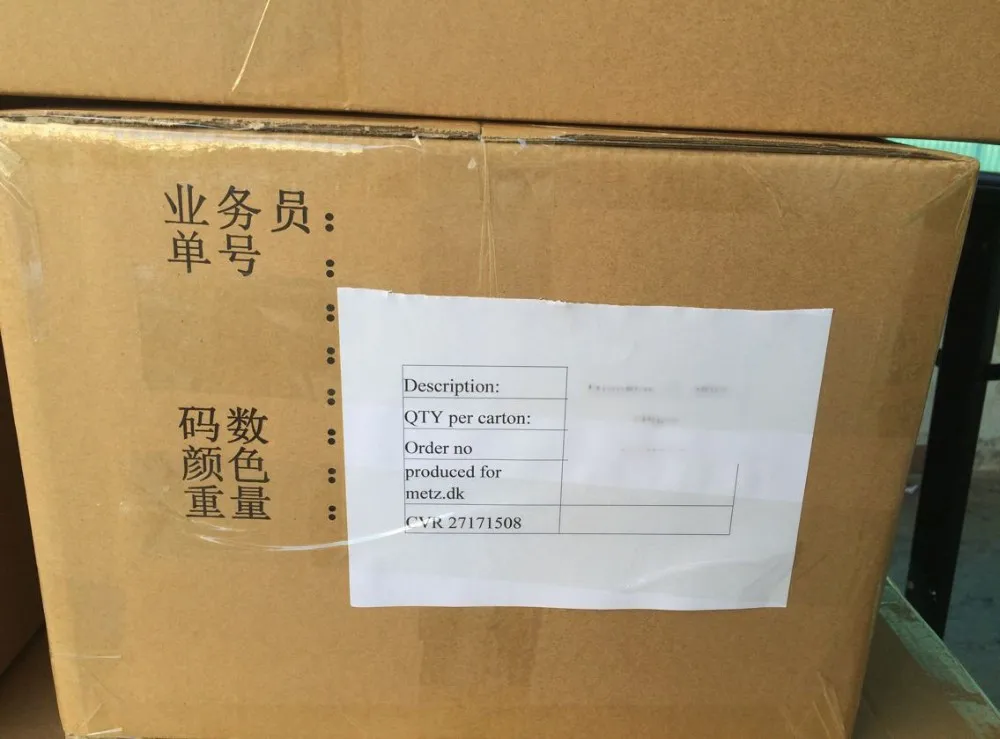 业务员：
单号：
：
：
：
码数：
颜色：
重量：
Description:
QTY per carton:
Order no
produced for
metz.dk
CVR 27171508